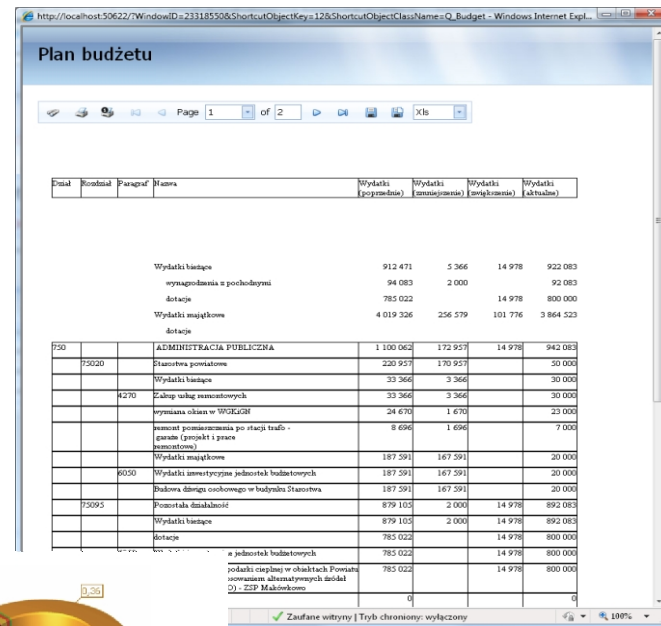 http://localhost:50622/?WindowID=23318550&ShortcutObjectKey=12&ShortcutObjectClassName=Q_Budget - Windows Internet Expl...
Plan budżetu
Page 1 of 2 Xls
Dział Rozdział Paragraf Nazwa Wydatki (poprzednie) Wydatki (zmniejszenie) Wydatki (zwiększenie) Wydatki (aktualne)
Wydatki bieżące 912 471 5 366 14 978 922 083
wynagrodzenia z pochodnymi 94 083 2 000 92 083
dotacje 785 022 14 978 800 000
Wydatki majątkowe 4 019 326 256 579 101 776 3 864 523
dotacje
750 ADMINISTRACJA PUBLICZNA 1 100 062 172 957 14 978 942 083
75020 Starostwa powiatowe 220 957 170 957 50 000
Wydatki bieżące 33 366 3 366 30 000
4270 Zakup usług remontowych 33 366 3 366 30 000
wymiana okien w WGKiGN 24 670 1 670 23 000
remont pomieszczenia po stacji trafo - 8 696 1 696 7 000
garaże (projekt i prace
remontowe)
Wydatki majątkowe 187 591 167 591 20 000
6050 Wydatki inwestycyjne jednostek budżetowych 187 591 167 591 20 000
Budowa dźwigu osobowego w budynku Starostwa 187 591 167 591 20 000
75095 Pozostała działalność 879 105 2 000 14 978 892 083
Wydatki bieżące 879 105 2 000 14 978 892 083
dotacje 785 022 14 978 800 000
jednostek budżetowych 785 022 14 978 800 000
cieplnej w obiektach Powiatu 785 022 14 978 800 000
alternatywnych źródeł
- ZSP Makówkowo
0 0
0,36
Zaufane witryny | Tryb chroniony: wyłączony 100%